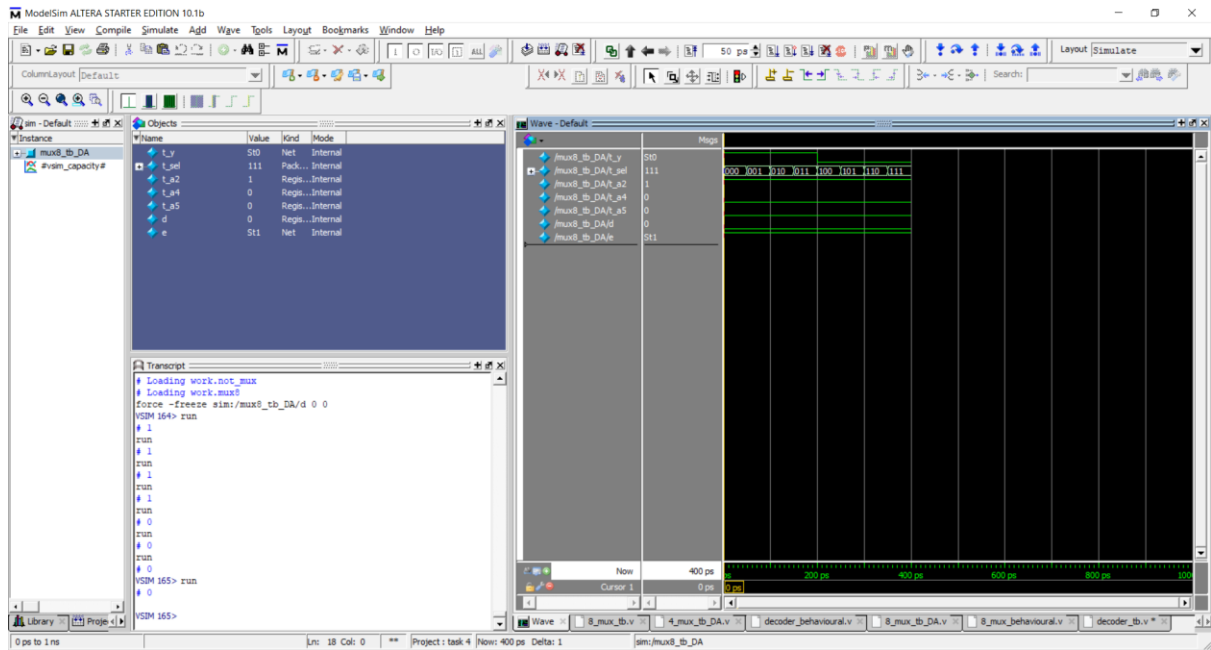 ModelSim ALTERA STARTER EDITION 10.1b
File Edit View Compile Simulate Add Wave Tools Layout Bookmarks Window Help
50 ps
Layout Simulate
ColumnLayout Default
Search:
sim - Default
Instance
mux8_tb_DA
#vsim_capacity#
Objects
Name Value Kind Mode
t_y St0 Net Internal
t_sel 111 Pack... Internal
t_a2 1 Regis... Internal
t_a4 0 Regis... Internal
t_a5 0 Regis... Internal
d 0 Regis... Internal
e St1 Net Internal
Transcript
# Loading work.not_mux
# Loading work.mux8
force -freeze sim:/mux8_tb_DA/d 0 0
VSIM 164> run
# 1
run
# 1
run
# 1
run
# 1
run
# 0
run
# 0
run
# 0
VSIM 165> run
# 0
VSIM 165>
Wave - Default
Msgs
/mux8_tb_DA/t_y St0
/mux8_tb_DA/t_sel 111 000 001 010 011 100 101 110 111
/mux8_tb_DA/t_a2 1
/mux8_tb_DA/t_a4 0
/mux8_tb_DA/t_a5 0
/mux8_tb_DA/d 0
/mux8_tb_DA/e St1
Now 400 ps 200 ps 400 ps 600 ps 800 ps 100
Cursor 1 0 ps 0 ps
Library Proje
Wave 8_mux_tb.v 4_mux_tb_DA.v decoder_behavioural.v 8_mux_tb_DA.v 8_mux_behavioural.v decoder_tb.v *
0 ps to 1 ns Ln: 18 Col: 0 Project : task 4 Now: 400 ps Delta: 1 sim:/mux8_tb_DA